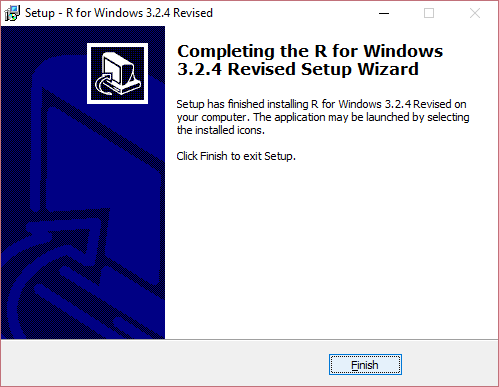 Setup - R for Windows 3.2.4 Revised
Completing the R for Windows
3.2.4 Revised Setup Wizard
Setup has finished installing R for Windows 3.2.4 Revised on
your computer. The application may be launched by selecting
the installed icons.
Click Finish to exit Setup.
Finish